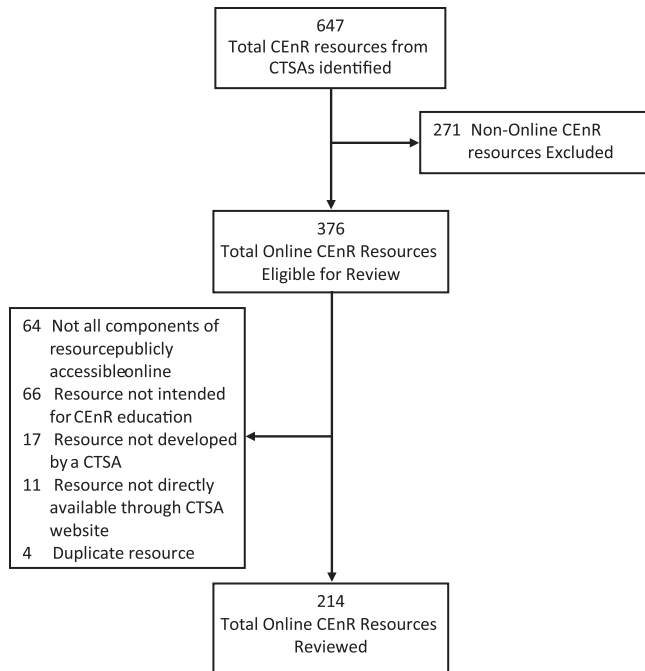 647
Total CEnR resources from
CTSAs identified
271 Non-Online CEnR
resources Excluded
376
Total Online CEnR Resources
Eligible for Review
64 Not all components of
resourcepublicly
accessibleonline
66 Resource not intended
for CEnR education
17 Resource not developed
by a CTSA
11 Resource not directly
available through CTSA
website
4 Duplicate resource
214
Total Online CEnR Resources
Reviewed